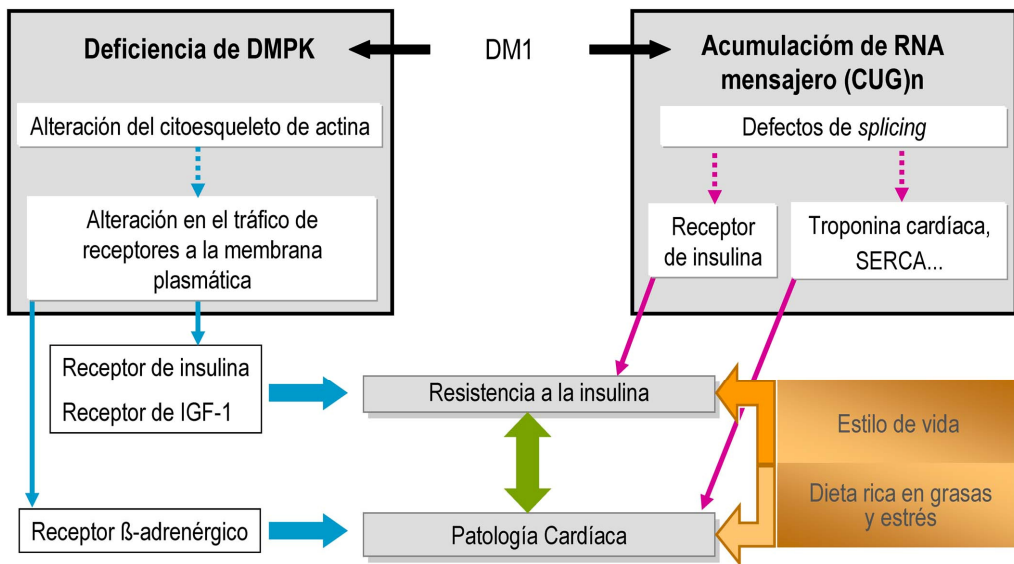 Deficiencia de DMPK
DM1
Acumulacióm de RNA
mensajero (CUG)n
Alteración del citoesqueleto de actina
Defectos de splicing
Alteración en el tráfico de
receptores a la membrana
plasmática
Receptor
de insulina
Troponina cardíaca,
SERCA...
Receptor de insulina
Receptor de IGF-1
Resistencia a la insulina
Estilo de vida
Dieta rica en grasas
y estrés
Receptor ß-adrenérgico
Patología Cardíaca